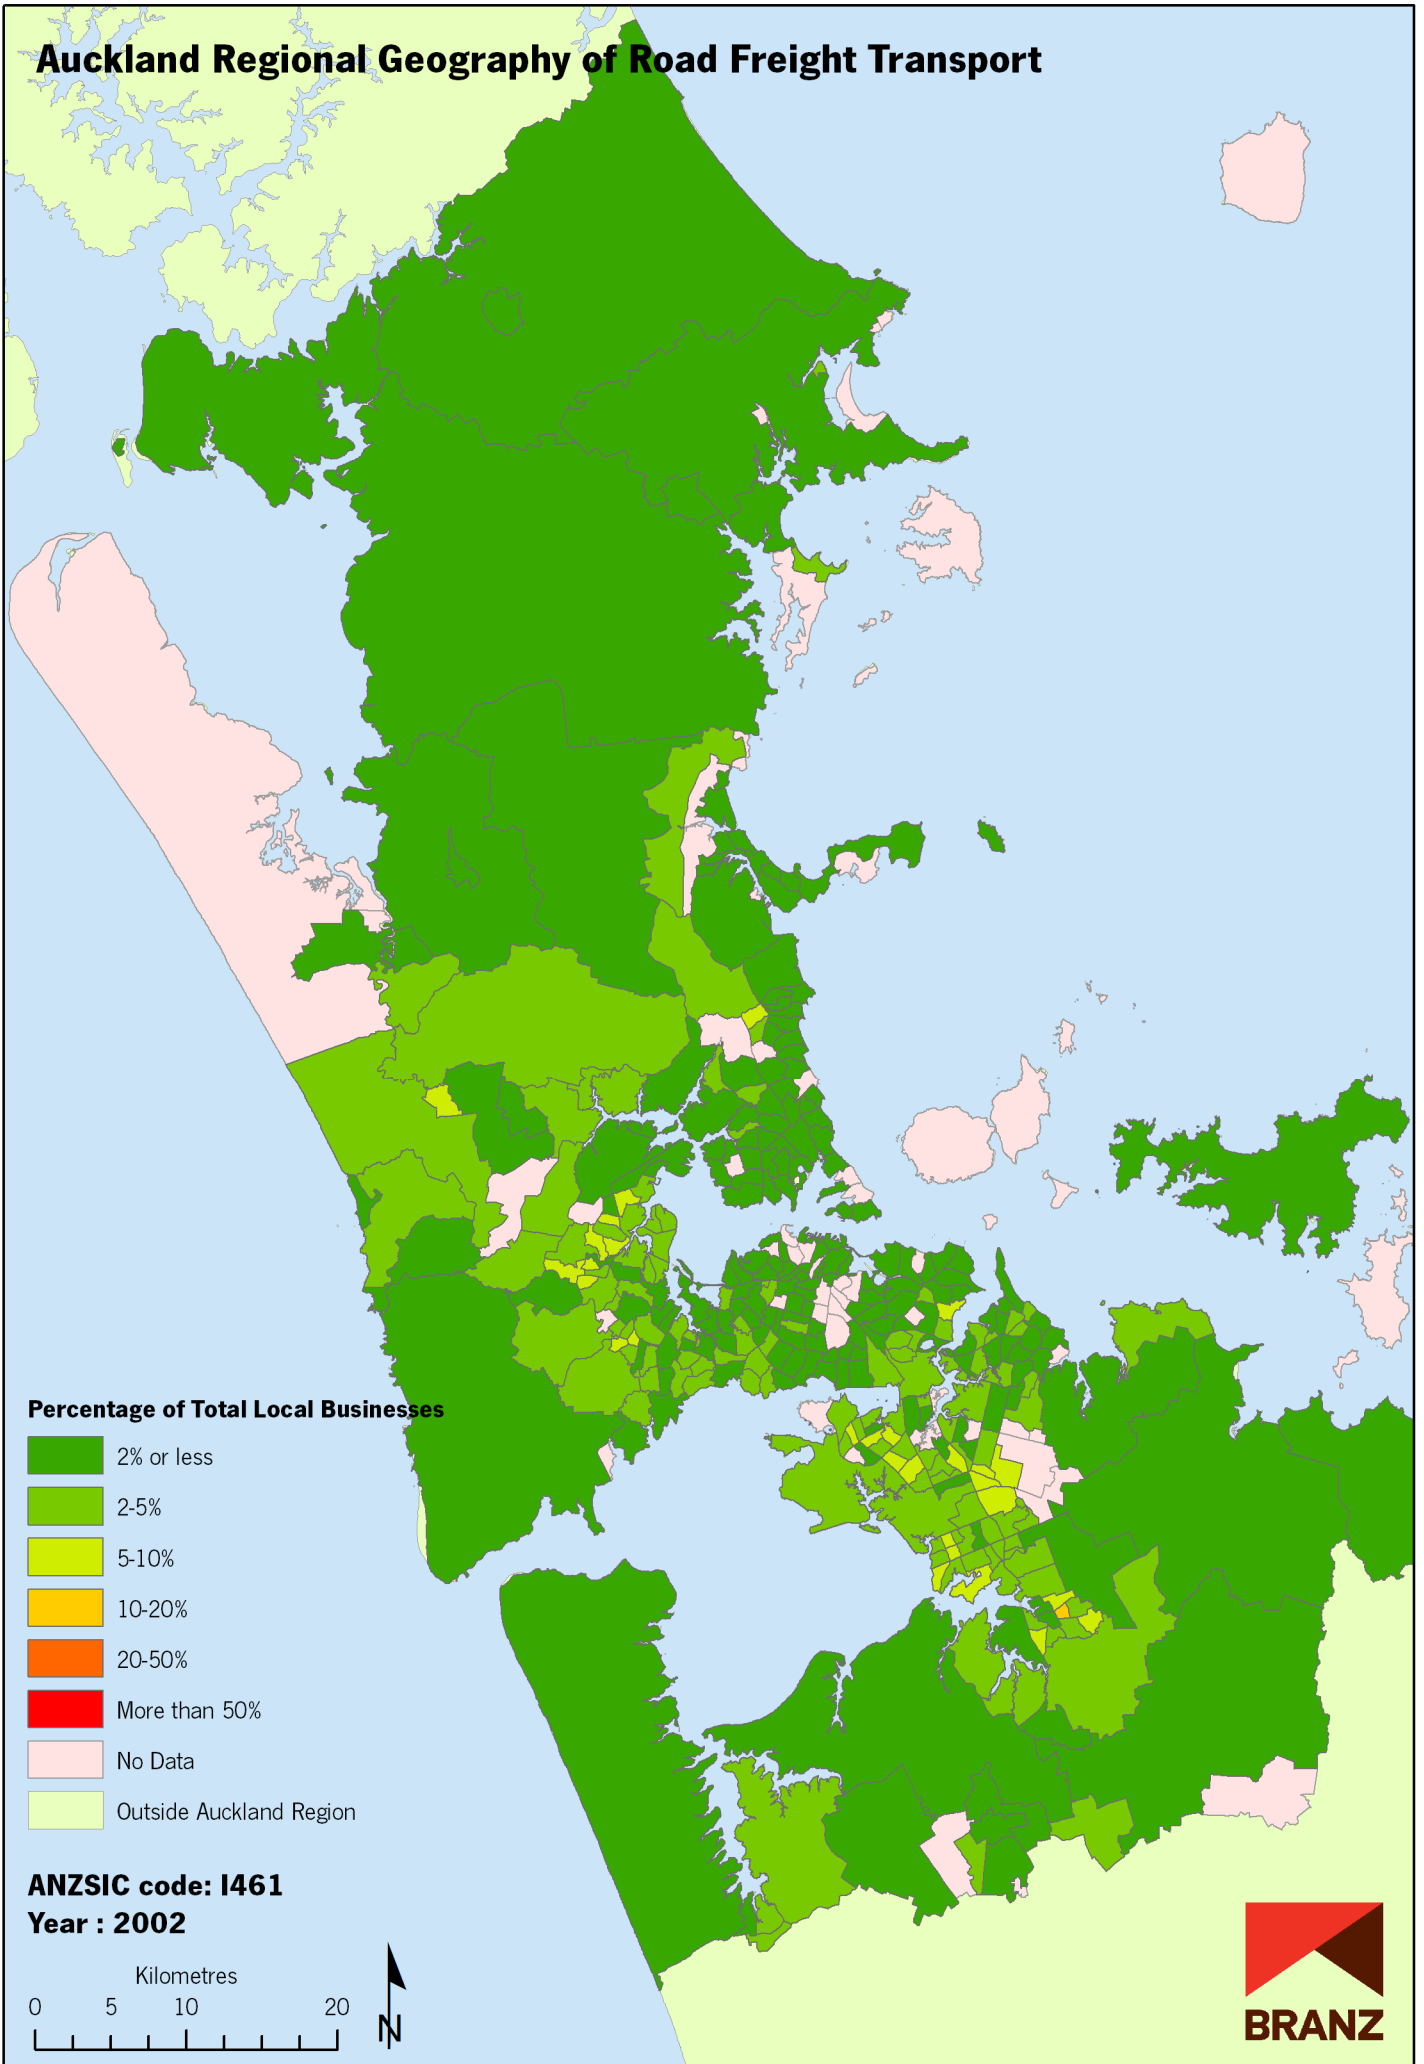 Auckland Regional Geography of Road Freight Transport
Percentage of Total Local Businesses
2% or less
2-5%
5-10%
10-20%
20-50%
More than 50%
No Data
Outside Auckland Region
ANZSIC code: I461
Year : 2002
Kilometres
0 5 10 20
N
BRANZ